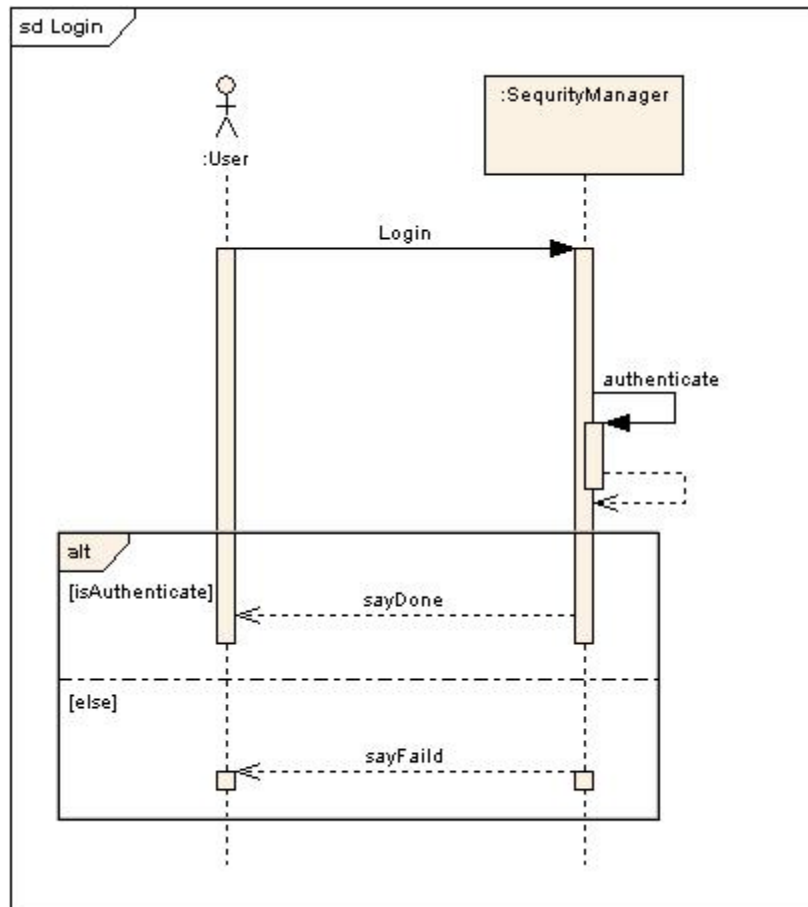 sd Login
:User
:SequrityManager
Login
authenticate
alt
[isAuthenticate]
sayDone
[else]
sayFaild